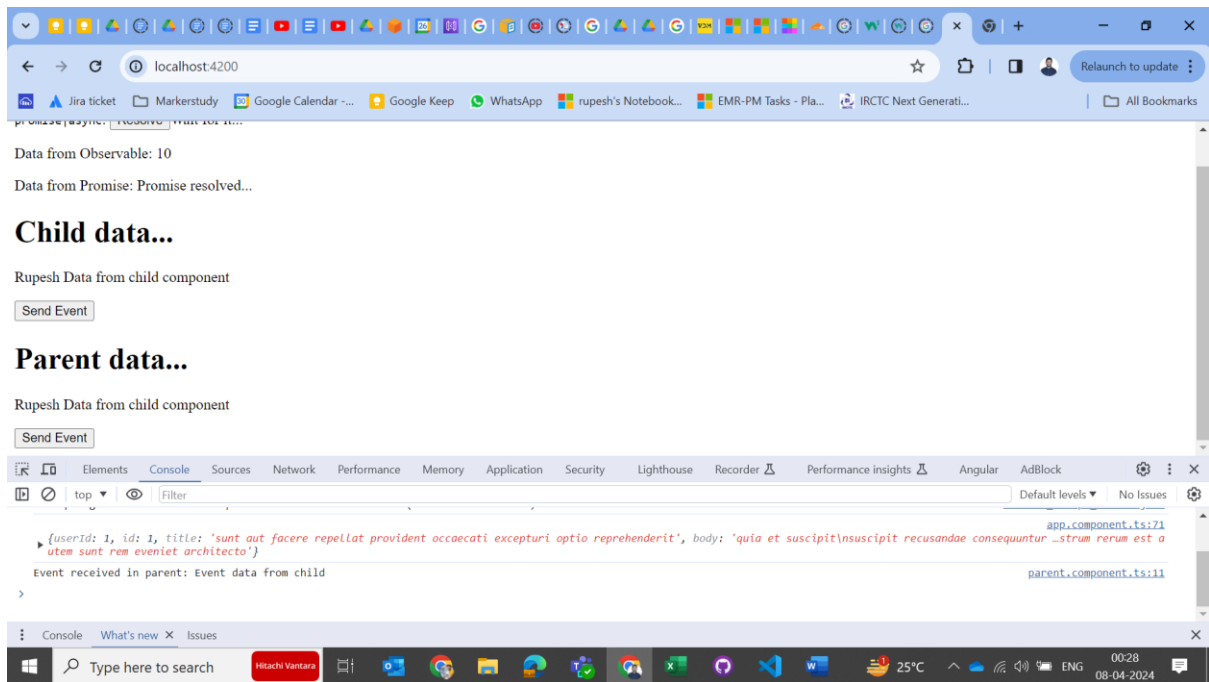 26
localhost:4200
Relaunch to update
Jira ticket Markerstudy Google Calendar -... Google Keep WhatsApp rupesh's Notebook... EMR-PM Tasks - Pla... IRCTC Next Generati... All Bookmarks
promise|async: Resolve Wait for it...
Data from Observable: 10
Data from Promise: Promise resolved...
Child data...
Rupesh Data from child component
Send Event
Parent data...
Rupesh Data from child component
Send Event
Elements Console Sources Network Performance Memory Application Security Lighthouse Recorder Performance insights Angular AdBlock
top Filter Default levels No Issues
app.component.ts:71
{userId: 1, id: 1, title: 'sunt aut facere repellat provident occaecati excepturi optio reprehenderit', body: 'quia et suscipit\nsuscipit recusandae consequuntur …strum rerum est a
utem sunt rem eveniet architecto'}
Event received in parent: Event data from child parent.component.ts:11
Console What's new Issues
Type here to search Hitachi Vantara 25°C ENG 00:28
08-04-2024